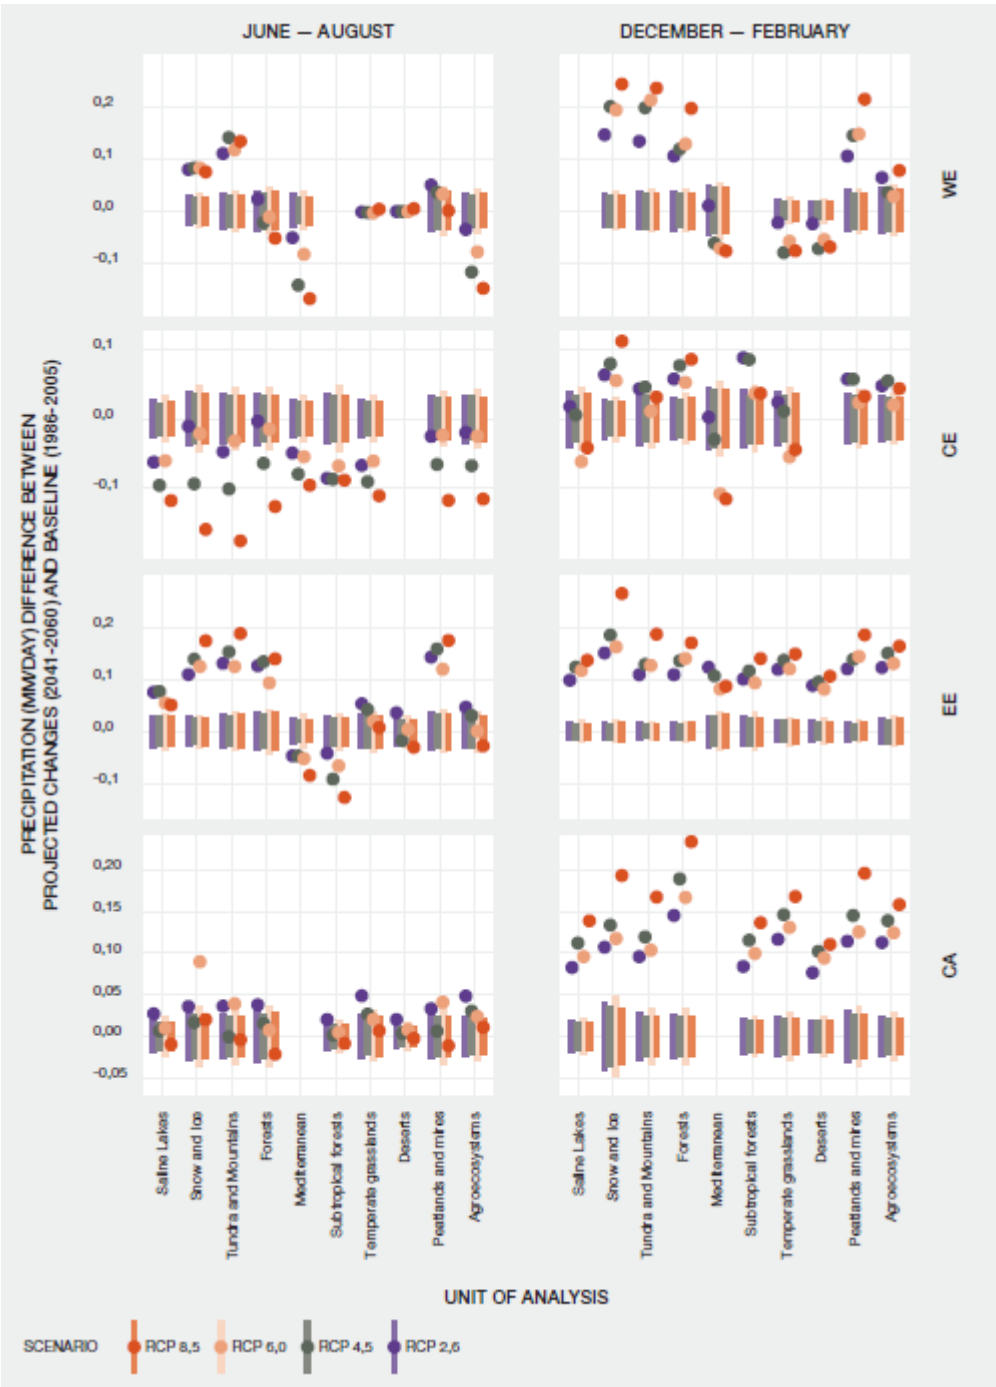 JUNE — AUGUST
DECEMBER — FEBRUARY
0,2
0,1
0,0
-0,1
WE
0,1
0,0
-0,1
CE
0,2
0,1
0,0
-0,1
EE
0,20
0,15
0,10
0,05
0,00
-0,05
CA
PRECIPITATION (MM/DAY) DIFFERENCE BETWEEN
PROJECTED CHANGES (2041-2060) AND BASELINE (1986-2005)
Saline Lakes
Snow and Ice
Tundra and Mountains
Forests
Mediterranean
Subtropical forests
Temperate grasslands
Deserts
Peatlands and mires
Agroecosystems
Saline Lakes
Snow and Ice
Tundra and Mountains
Forests
Mediterranean
Subtropical forests
Temperate grasslands
Deserts
Peatlands and mires
Agroecosystems
UNIT OF ANALYSIS
SCENARIO
RCP 8,5
RCP 6,0
RCP 4,5
RCP 2,6